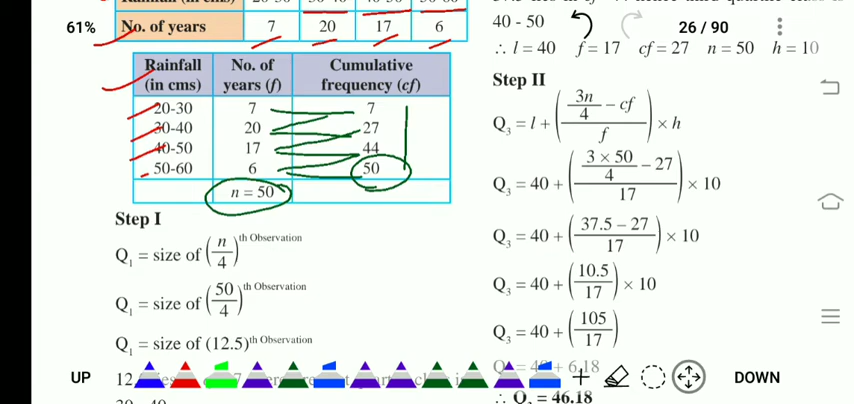 61%
No. of years 7 20 17 6
Rainfall (in cms) No. of years (f) Cumulative frequency (cf)
20-30 7 7
30-40 20 27
40-50 17 44
50-60 6 50
n = 50
Step I
Q₁ = size of (n/4)th Observation
Q₁ = size of (50/4)th Observation
Q₁ = size of (12.5)th Observation
UP
12
40 - 50
26 / 90
∴ l = 40 f = 17 cf = 27 n = 50 h = 10
Step II
Q₃ = l + ((3n/4 − cf)/f) × h
Q₃ = 40 + ((3 × 50/4 − 27)/17) × 10
Q₃ = 40 + ((37.5 − 27)/17) × 10
Q₃ = 40 + (10.5/17) × 10
Q₃ = 40 + (105/17)
+ 6.18
DOWN
∴ Q₃ = 46.18